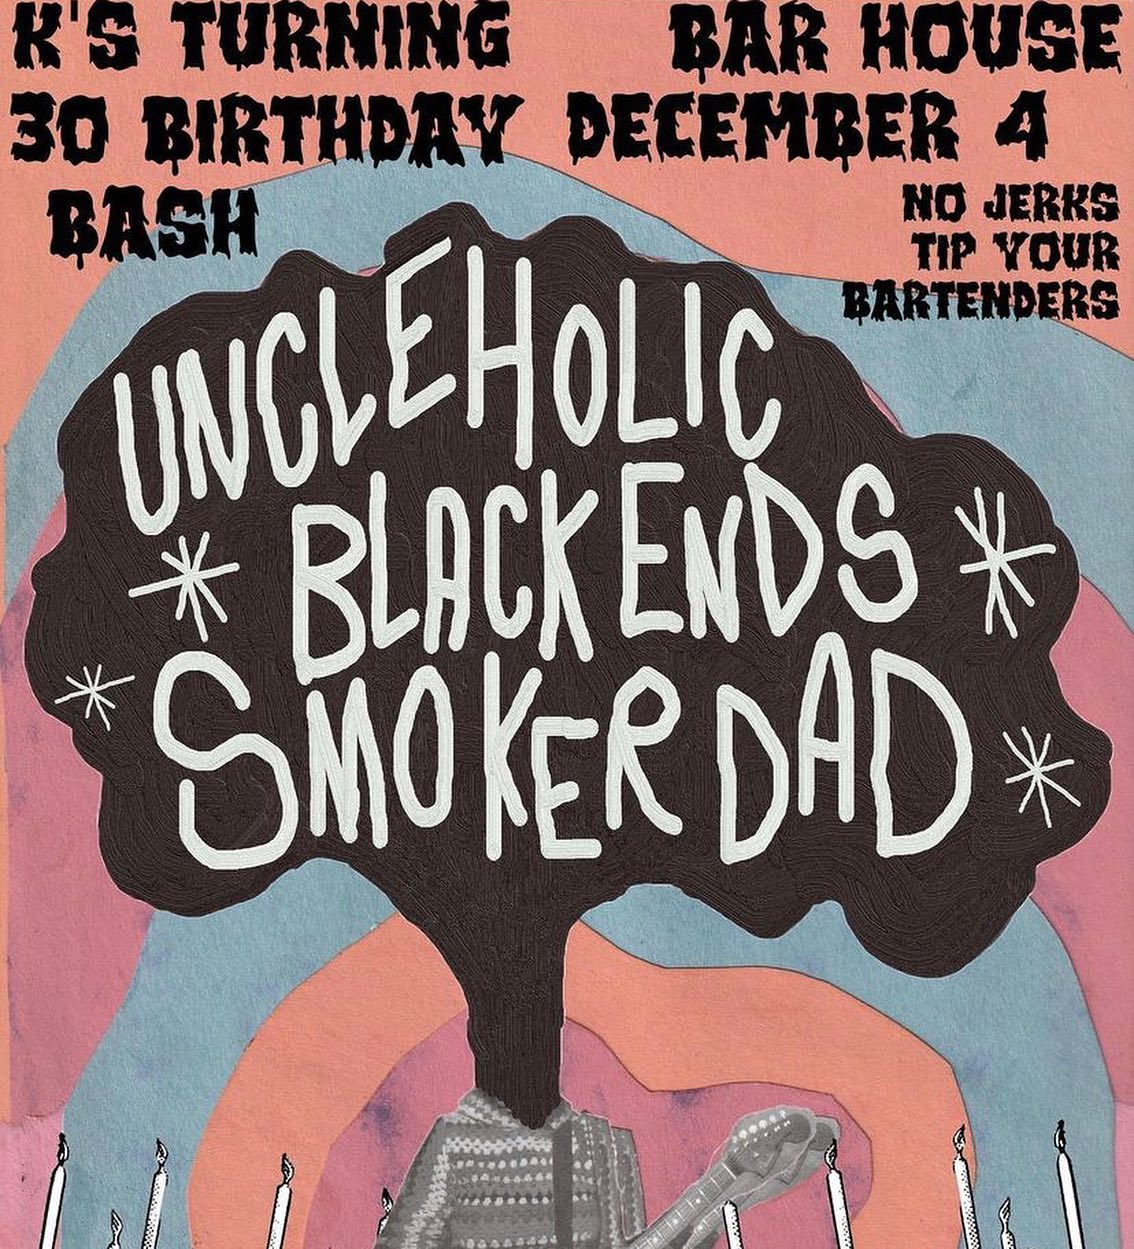 K'S TURNING
30 BIRTHDAY
BASH
BAR HOUSE
DECEMBER 4
NO JERKS
TIP YOUR
BARTENDERS
UNCLEHOLIC
BLACK ENDS
SMOKER DAD